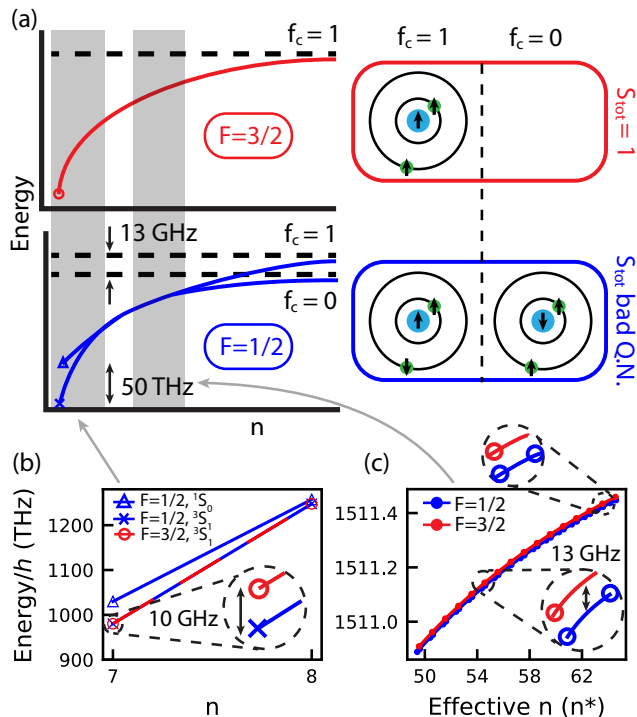 (a)
f_c = 1
f_c = 1
f_c = 0
F=3/2
S_tot = 1
Energy
13 GHz
f_c = 1
f_c = 0
F=1/2
50 THz
S_tot bad Q.N.
n
(b)
(c)
F=1/2, ¹S₀
F=1/2, ³S₁
F=3/2, ³S₁
F=1/2
F=3/2
Energy/h (THz)
1200
1100
1000
900
10 GHz
7
8
n
1511.4
1511.2
1511.0
13 GHz
50
54
58
62
Effective n (n*)